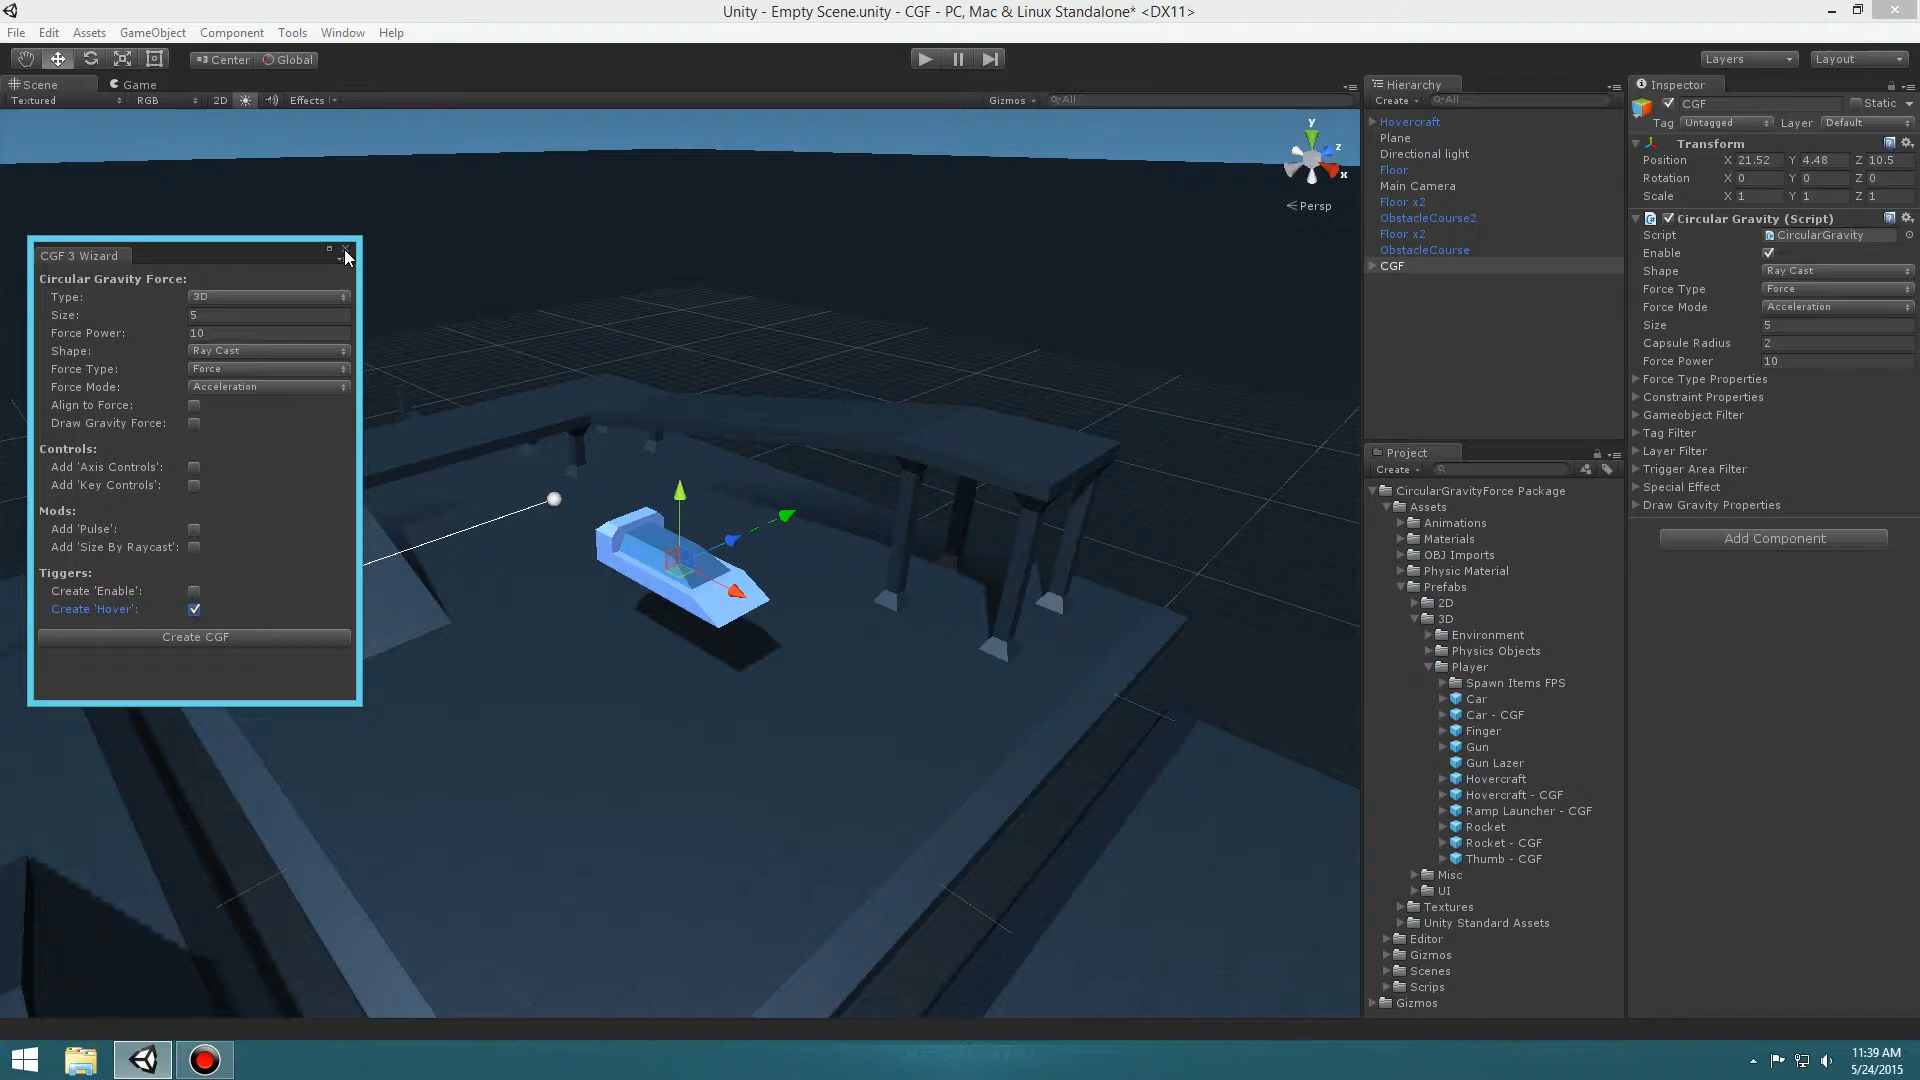 Unity - Empty Scene.unity - CGF - PC, Mac & Linux Standalone* <DX11>
File Edit Assets GameObject Component Tools Window Help
Center Global Layers Layout
Scene Game
Textured RGB 2D Effects Gizmos All
y
z
x
Persp
CGF 3 Wizard
Circular Gravity Force:
Type: 3D
Size: 5
Force Power: 10
Shape: Ray Cast
Force Type: Force
Force Mode: Acceleration
Align to Force:
Draw Gravity Force:
Controls:
Add 'Axis Controls':
Add 'Key Controls':
Mods:
Add 'Pulse':
Add 'Size By Raycast':
Tiggers:
Create 'Enable':
Create 'Hover':
Create CGF
Hierarchy
Create All
Hovercraft
Plane
Directional light
Floor
Main Camera
Floor x2
ObstacleCourse2
Floor x2
ObstacleCourse
CGF
Project
Create
CircularGravityForce Package
Assets
Animations
Materials
OBJ Imports
Physic Material
Prefabs
2D
3D
Environment
Physics Objects
Player
Spawn Items FPS
Car
Car - CGF
Finger
Gun
Gun Lazer
Hovercraft
Hovercraft - CGF
Ramp Launcher - CGF
Rocket
Rocket - CGF
Thumb - CGF
Misc
UI
Textures
Unity Standard Assets
Editor
Gizmos
Scenes
Scrips
Gizmos
Inspector
CGF Static
Tag Untagged Layer Default
Transform
Position X 21.52 Y 4.48 Z 10.5
Rotation X 0 Y 0 Z 0
Scale X 1 Y 1 Z 1
Circular Gravity (Script)
Script CircularGravity
Enable
Shape Ray Cast
Force Type Force
Force Mode Acceleration
Size 5
Capsule Radius 2
Force Power 10
Force Type Properties
Constraint Properties
Gameobject Filter
Tag Filter
Layer Filter
Trigger Area Filter
Special Effect
Draw Gravity Properties
Add Component
11:39 AM
5/24/2015